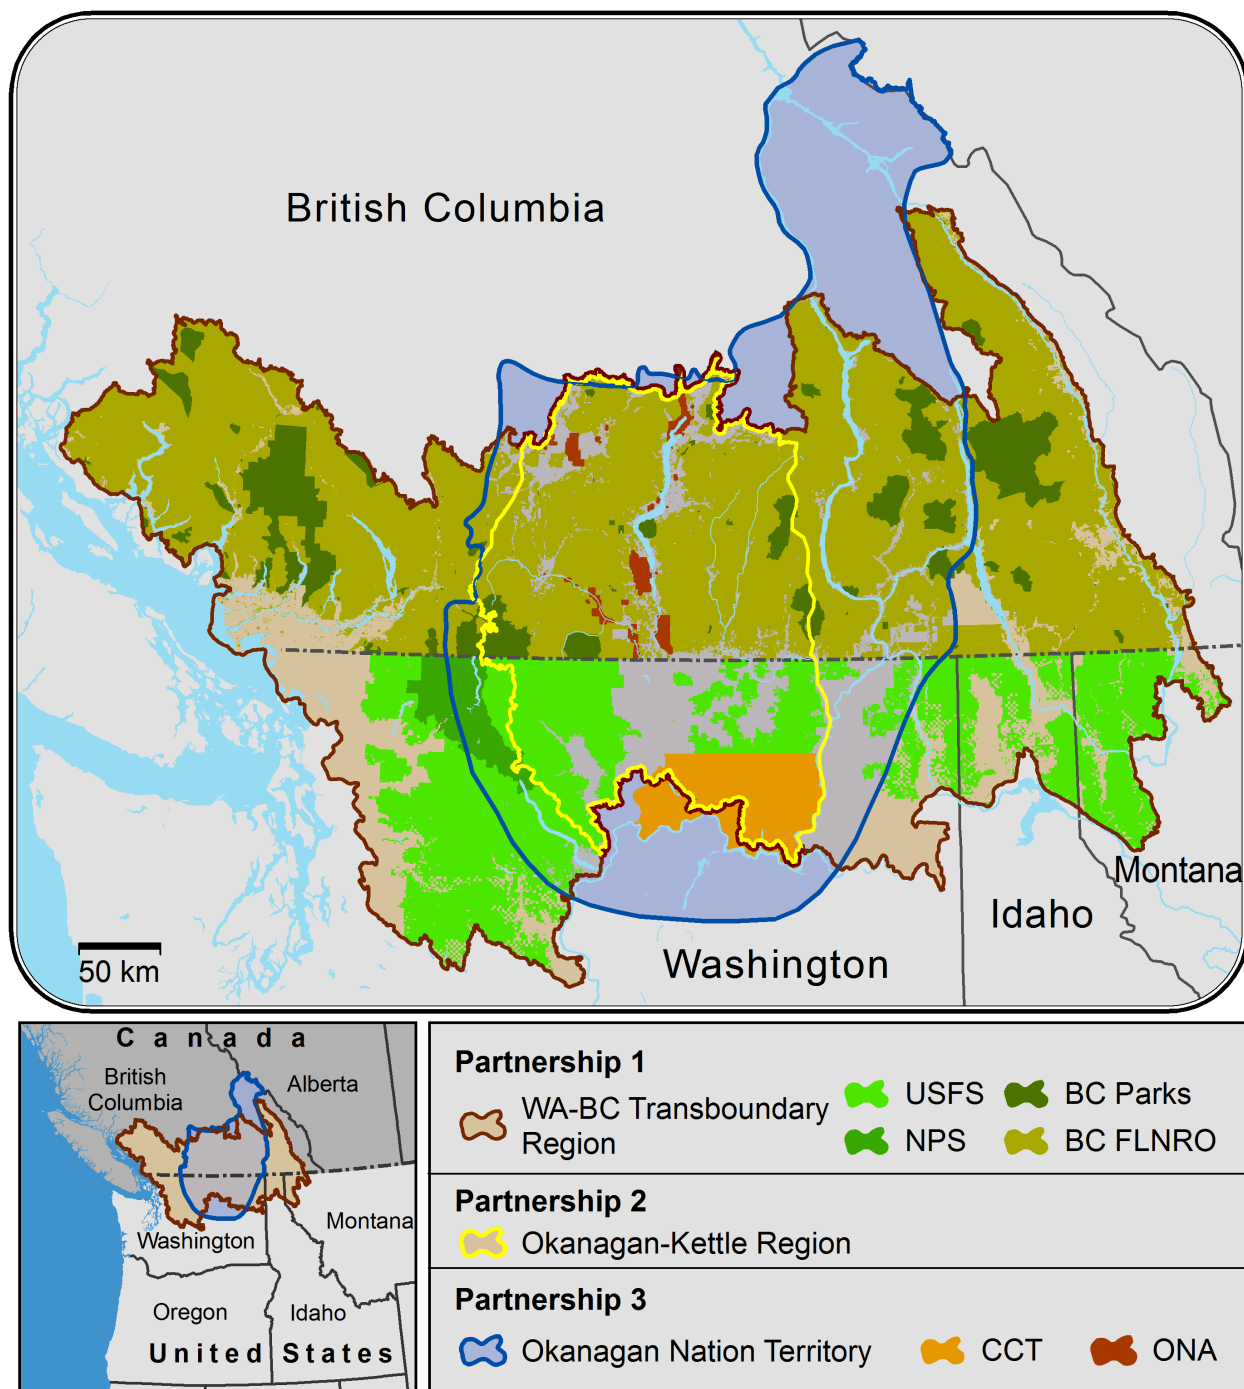 British Columbia
Montana
Idaho
Washington
50 km
Canada
British
Columbia
Alberta
Montana
Washington
Oregon
Idaho
United States
Partnership 1
WA-BC Transboundary
Region
USFS
BC Parks
NPS
BC FLNRO
Partnership 2
Okanagan-Kettle Region
Partnership 3
Okanagan Nation Territory
CCT
ONA